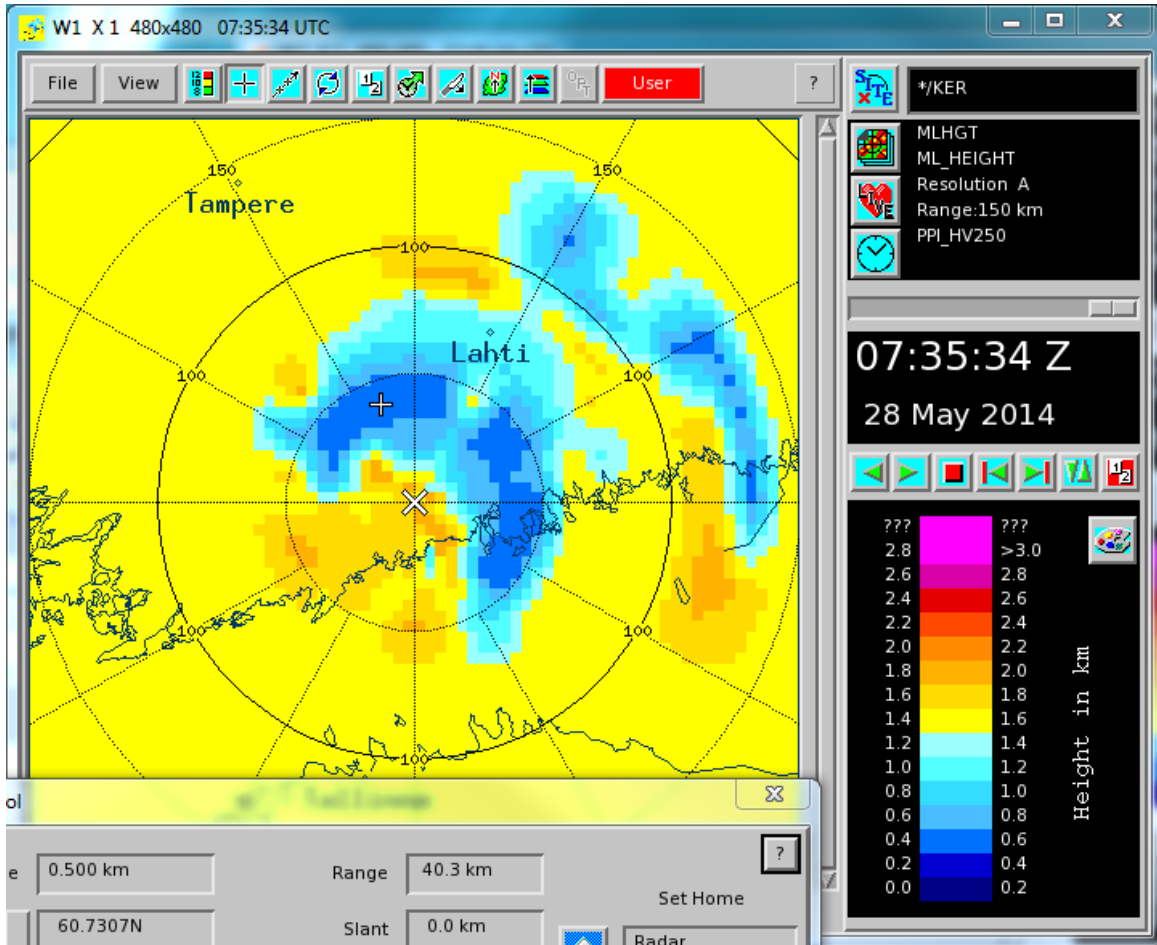 W1 X 1 480x480 07:35:34 UTC
File View User ?
SITE */KER
MLHGT
ML_HEIGHT
Resolution A
LIVE Range:150 km
PPI_HV250
150 150
Tampere
100
Lahti
100 100
07:35:34 Z
28 May 2014
??? ???
2.8 >3.0
2.6 2.8
2.4 2.6
2.2 2.4
2.0 2.2
1.8 2.0
1.6 1.8
1.4 1.6
1.2 1.4
1.0 1.2
0.8 1.0
0.6 0.8
0.4 0.6
0.2 0.4
0.0 0.2
Height in km
100 100
100
ol
e 0.500 km Range 40.3 km ?
Set Home
60.7307N Slant 0.0 km Radar